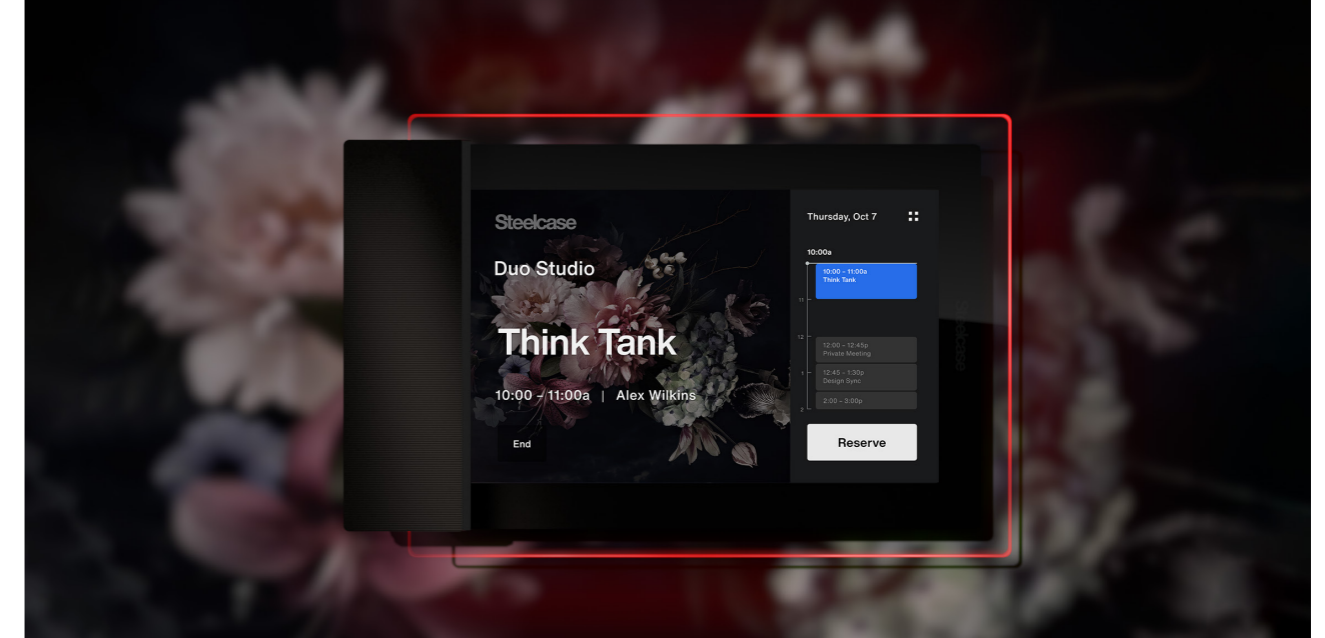 Steelcase
Duo Studio
Think Tank
10:00 – 11:00a | Alex Wilkins
End
Thursday, Oct 7
10:00a
10:00 – 11:00a
Think Tank
11
12
12:00 – 12:45p
Private Meeting
1
12:45 – 1:30p
Design Sync
2:00 – 3:00p
2
Reserve
Steelcase